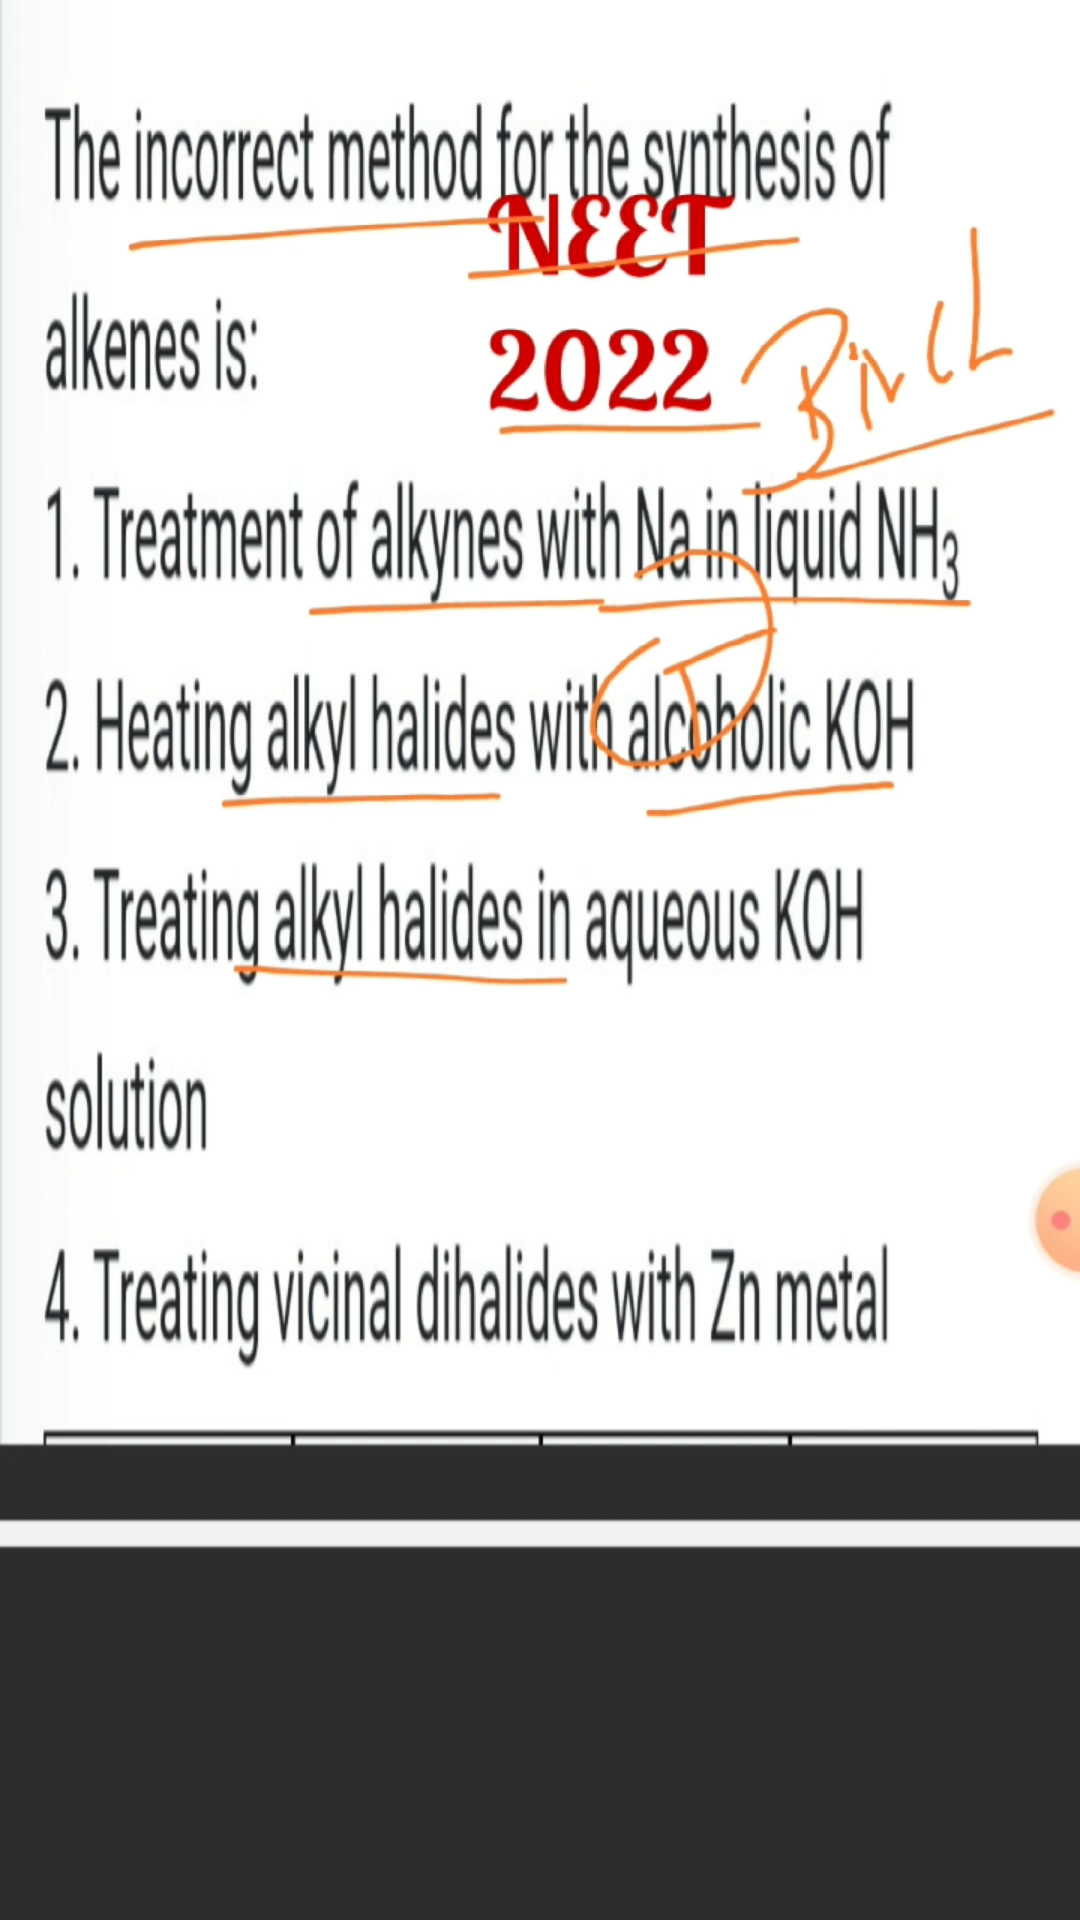 The incorrect method for the synthesis of
NEET
alkenes is:
2022
Birch
1. Treatment of alkynes with Na in liquid NH₃
2. Heating alkyl halides with alcoholic KOH
3. Treating alkyl halides in aqueous KOH
solution
4. Treating vicinal dihalides with Zn metal